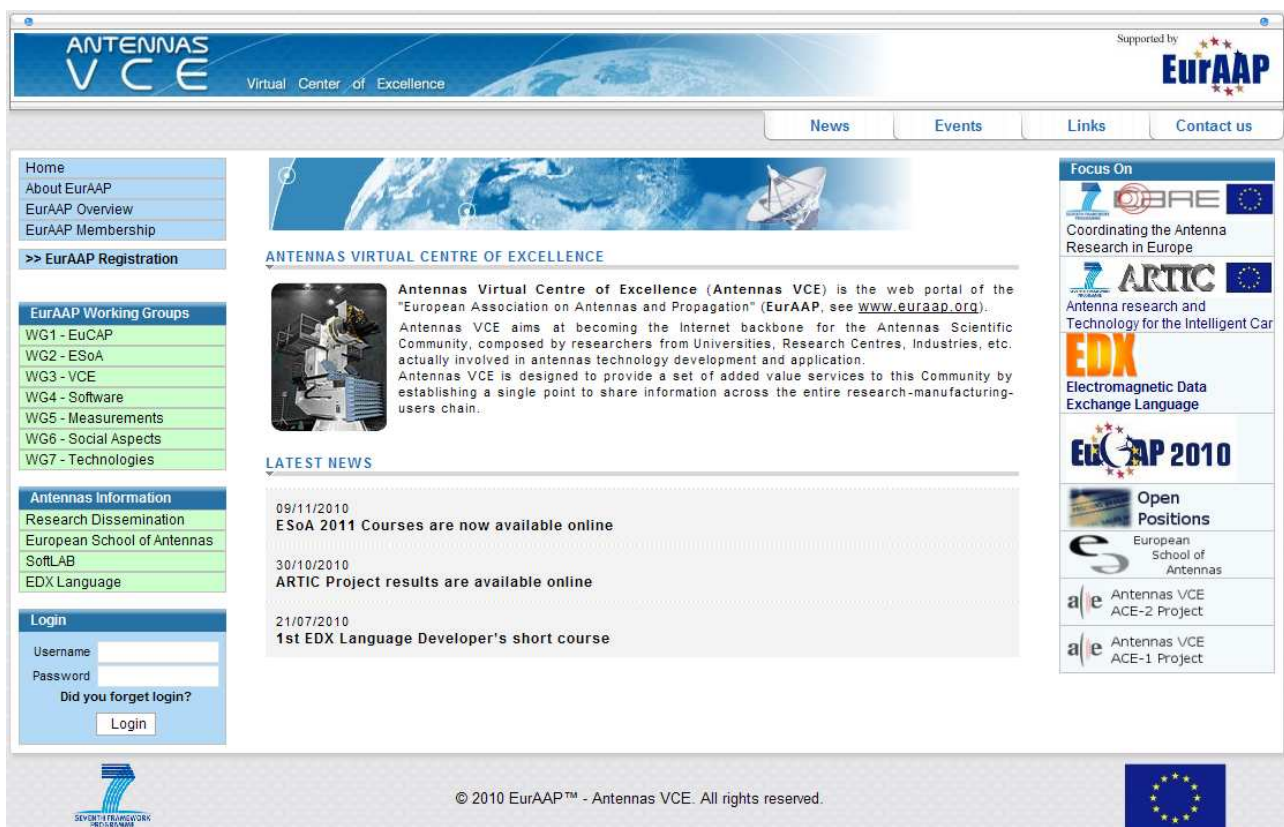 ANTENNAS
VCE
Virtual Center of Excellence
Supported by
EurAAP
News
Events
Links
Contact us
Home
About EurAAP
EurAAP Overview
EurAAP Membership
>> EurAAP Registration
EurAAP Working Groups
WG1 - EuCAP
WG2 - ESoA
WG3 - VCE
WG4 - Software
WG5 - Measurements
WG6 - Social Aspects
WG7 - Technologies
Antennas Information
Research Dissemination
European School of Antennas
SoftLAB
EDX Language
Login
Username
Password
Did you forget login?
Login
ANTENNAS VIRTUAL CENTRE OF EXCELLENCE
Antennas Virtual Centre of Excellence (Antennas VCE) is the web portal of the
"European Association on Antennas and Propagation" (EurAAP, see www.euraap.org).
Antennas VCE aims at becoming the Internet backbone for the Antennas Scientific
Community, composed by researchers from Universities, Research Centres, Industries, etc.
actually involved in antennas technology development and application.
Antennas VCE is designed to provide a set of added value services to this Community by
establishing a single point to share information across the entire research-manufacturing-
users chain.
LATEST NEWS
09/11/2010
ESoA 2011 Courses are now available online
30/10/2010
ARTIC Project results are available online
21/07/2010
1st EDX Language Developer's short course
Focus On
Coordinating the Antenna
Research in Europe
ARTIC
Antenna research and
Technology for the Intelligent Car
EDX
Electromagnetic Data
Exchange Language
EuCAP 2010
Open
Positions
European
School of
Antennas
ace Antennas VCE
ACE-2 Project
ace Antennas VCE
ACE-1 Project
SEVENTH FRAMEWORK
PROGRAMME
© 2010 EurAAP™ - Antennas VCE. All rights reserved.